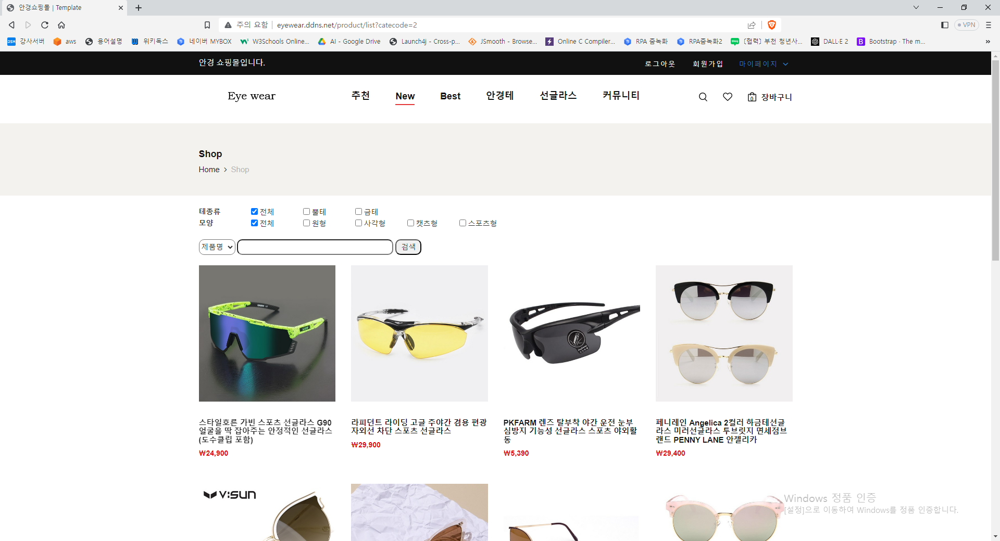 안경쇼핑몰 | Template
주의 요함 eyewear.ddns.net/product/list?catecode=2
VPN
강사서버 aws 용어설명 위키독스 네이버 MYBOX W3Schools Online... AI - Google Drive Launch4j - Cross-p... JSmooth - Browse... Online C Compiler... RPA 줌녹화 RPA줌녹화2 [협력] 부천 청년사... DALL·E 2 Bootstrap · The m...
안경 쇼핑몰입니다.
로그아웃 회원가입 마이페이지
Eye wear
추천 New Best 안경테 선글라스 커뮤니티
0 장바구니
Shop
Home > Shop
테종류 전체 뿔테 금테
모양 전체 원형 사각형 캣츠형 스포츠형
제품명 검색
스타일호른 가빈 스포츠 선글라스 G90
얼굴을 딱 잡아주는 안정적인 선글라스
(도수클립 포함)
₩24,900
라피던트 라이딩 고글 주야간 겸용 편광
자외선 차단 스포츠 선글라스
₩29,900
PKFARM 렌즈 탈부착 야간 운전 눈부
심방지 기능성 선글라스 스포츠 야외활
동
₩5,390
페니레인 Angelica 2컬러 하금테선글
라스 미러선글라스 투브릿지 면세점브
랜드 PENNY LANE 안젤리카
₩29,400
V:SUN
Windows 정품 인증
[설정]으로 이동하여 Windows를 정품 인증합니다.